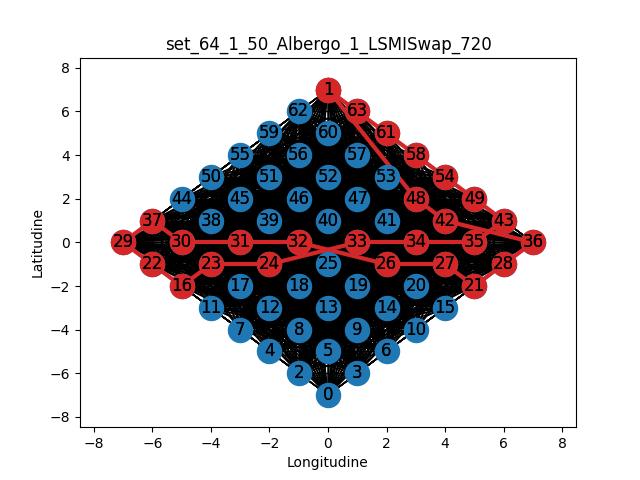 set_64_1_50_Albergo_1_LSMISwap_720
8
1
62 63
6
59 60 61
55 56 57 58
4
50 51 52 53 54
44 45 46 47 48 49
2
37 38 39 40 41 42 43
29 30 31 32 33 34 35 36
0
22 23 24 25 26 27 28
16 17 18 19 20 21
−2
11 12 13 14 15
7 8 9 10
−4
4 5 6
2 3
−6
0
−8
−8 −6 −4 −2 0 2 4 6 8
Longitudine
Latitudine